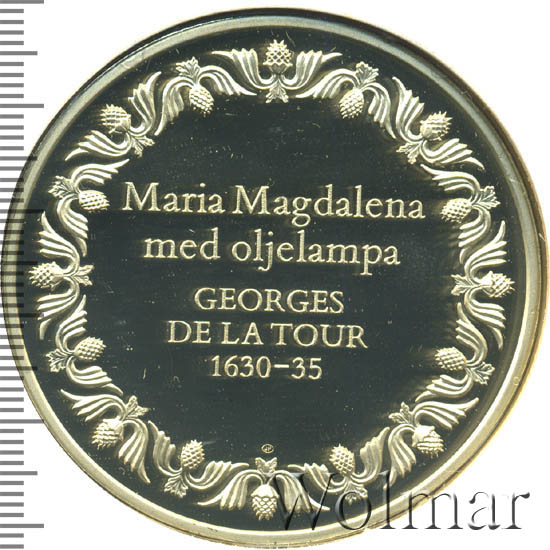 Maria Magdalena
med oljelampa
GEORGES
DE LA TOUR
1630-35
Wolmar